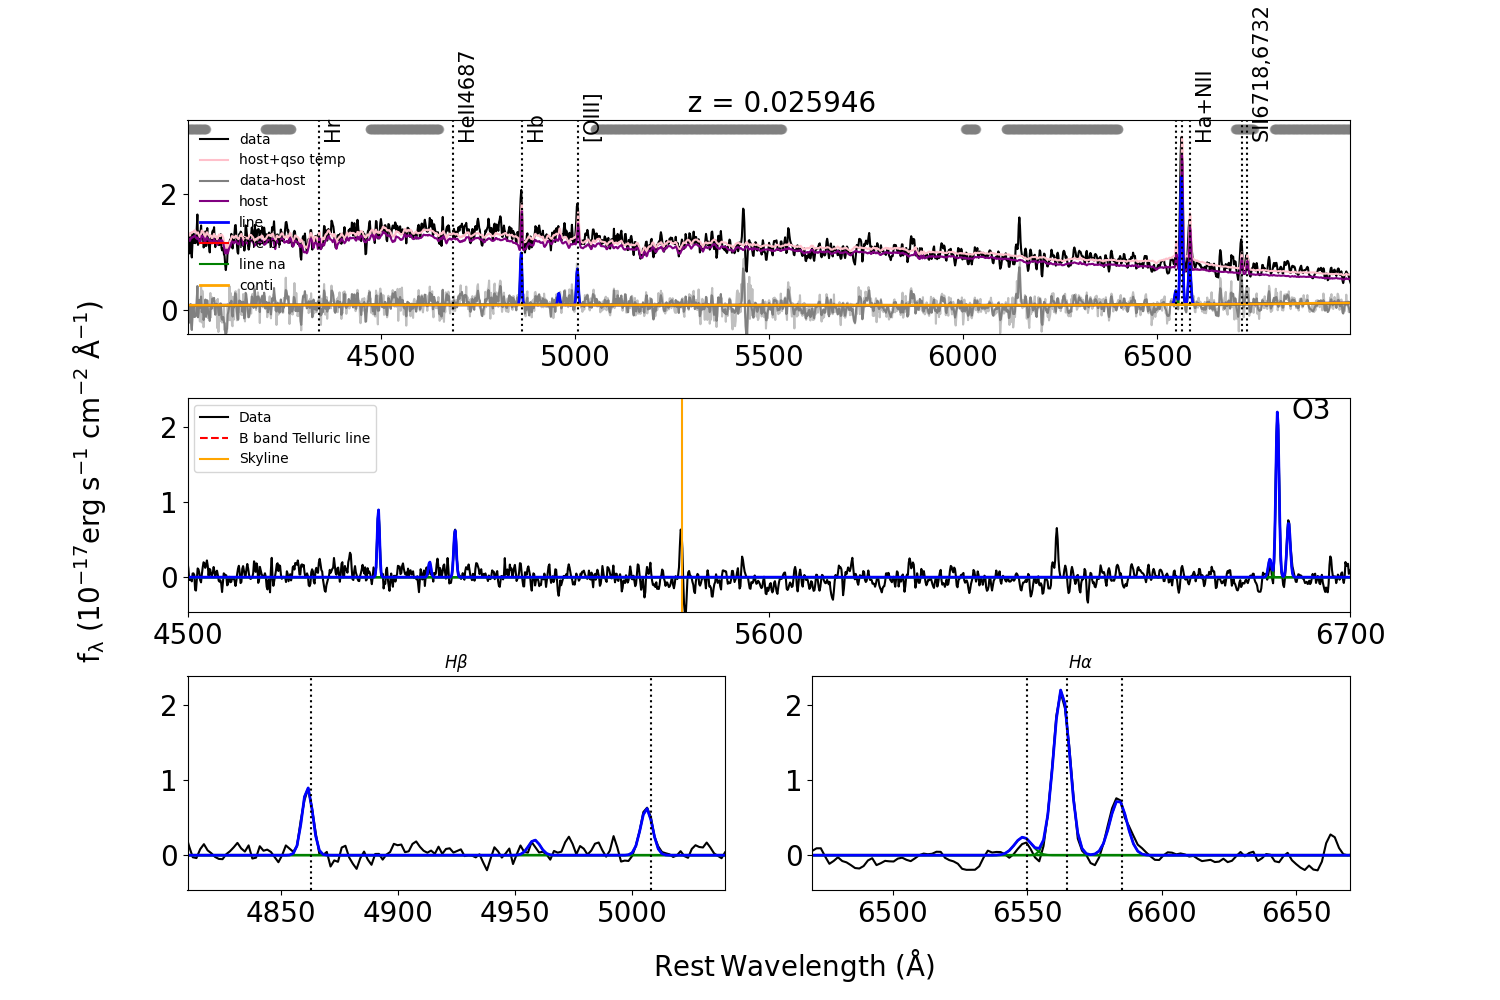 z = 0.025946
Hr
HeII4687
Hb
[OIII]
Ha+NII
SII6718,6732
data
host+qso temp
data-host
host
line
line na
conti
2
0
4500 5000 5500 6000 6500
fλ (10⁻¹⁷erg s⁻¹ cm⁻² Å⁻¹)
Data
B band Telluric line
Skyline
O3
2
1
0
4500 5600 6700
Hβ
2
1
0
4850 4900 4950 5000
Hα
2
1
0
6500 6550 6600 6650
Rest Wavelength (Å)